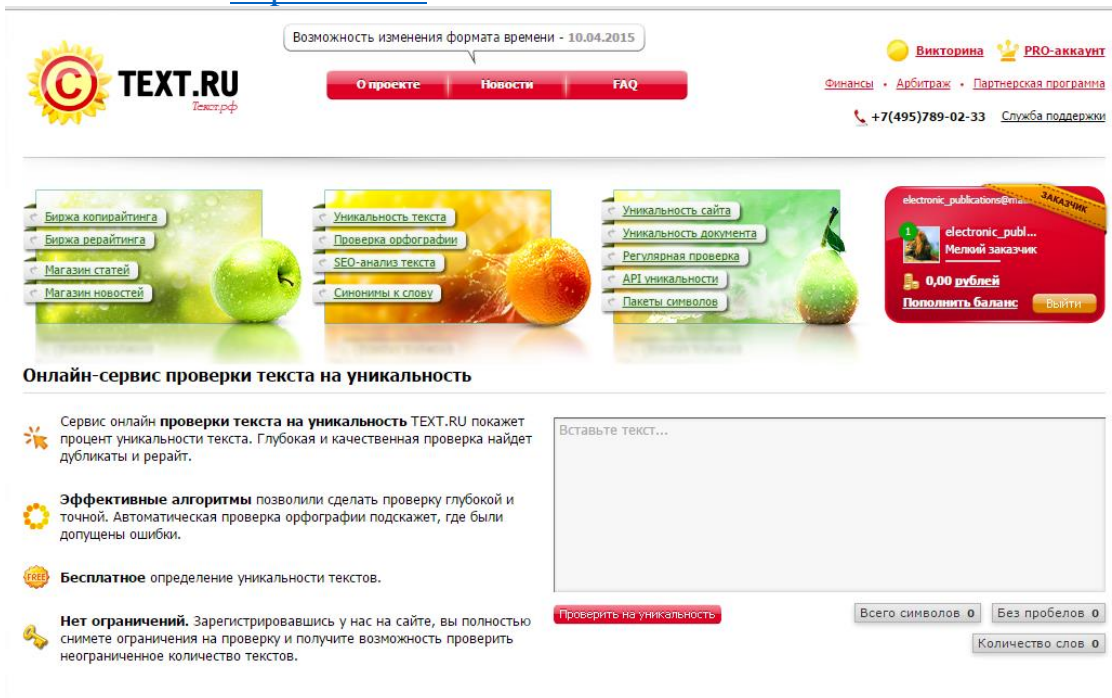 Возможность изменения формата времени - 10.04.2015
TEXT.RU
Текст.рф
О проекте Новости FAQ
Викторина PRO-аккаунт
Финансы • Арбитраж • Партнерская программа
+7(495)789-02-33 Служба поддержки
Биржа копирайтинга
Биржа рерайтинга
Магазин статей
Магазин новостей
Уникальность текста
Проверка орфографии
SEO-анализ текста
Синонимы к слову
Уникальность сайта
Уникальность документа
Регулярная проверка
API уникальности
Пакеты символов
ЗАКАЗЧИК
electronic_publications@ma
1
electronic_publ...
Мелкий заказчик
0,00 рублей
Пополнить баланс Выйти
Онлайн-сервис проверки текста на уникальность
Сервис онлайн проверки текста на уникальность TEXT.RU покажет
процент уникальности текста. Глубокая и качественная проверка найдет
дубликаты и рерайт.
Эффективные алгоритмы позволили сделать проверку глубокой и
точной. Автоматическая проверка орфографии подскажет, где были
допущены ошибки.
FREE
Бесплатное определение уникальности текстов.
Нет ограничений. Зарегистрировавшись у нас на сайте, вы полностью
снимете ограничения на проверку и получите возможность проверить
неограниченное количество текстов.
Вставьте текст...
Проверить на уникальность
Всего символов 0 Без пробелов 0
Количество слов 0